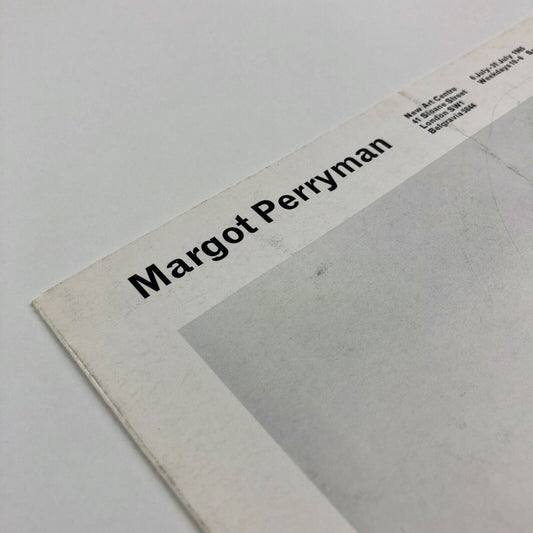 Margot Perryman
New Art Centre
41 Sloane Street
London SW1
Belgravia 5844
6 July-31 July 1965
Weekdays 10-6